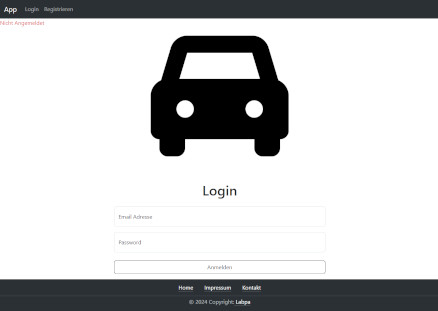 App Login Registrieren
Nicht Angemeldet
Login
Email Adresse
Password
Anmelden
Home Impressum Kontakt
© 2024 Copyright: Labpa